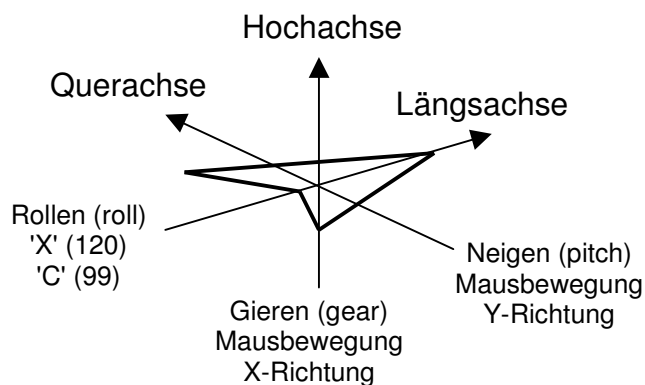 Hochachse
Querachse
Längsachse
Rollen (roll)
'X' (120)
'C' (99)
Neigen (pitch)
Mausbewegung
Y-Richtung
Gieren (gear)
Mausbewegung
X-Richtung